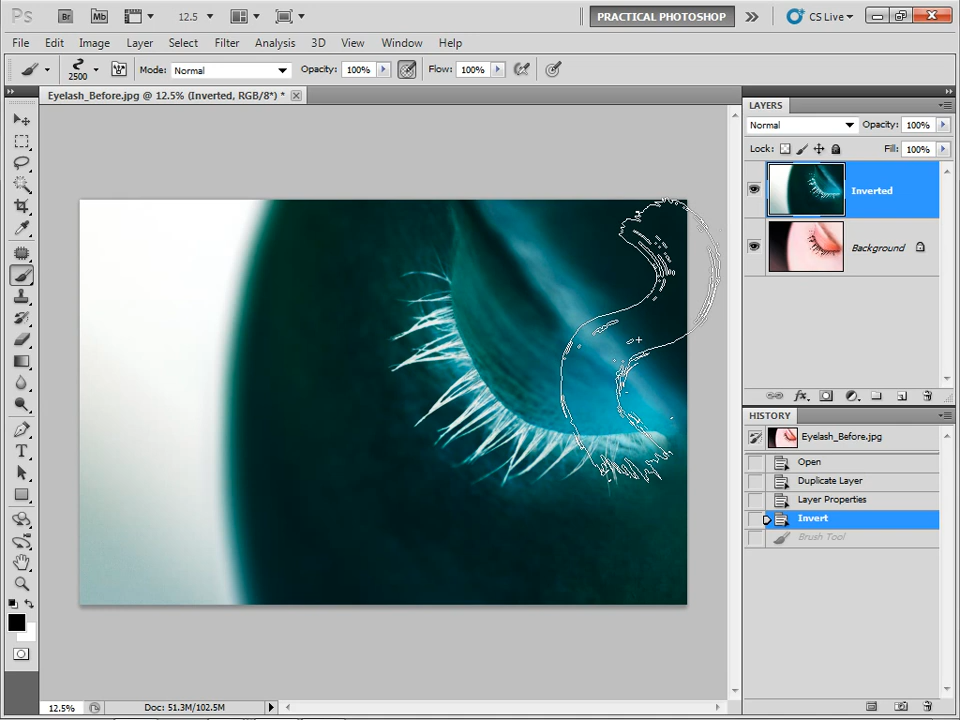 Ps Br Mb 12.5 PRACTICAL PHOTOSHOP CS Live
File Edit Image Layer Select Filter Analysis 3D View Window Help
2500 Mode: Normal Opacity: 100% Flow: 100%
Eyelash_Before.jpg @ 12.5% (Inverted, RGB/8*) *
LAYERS
Normal Opacity: 100%
Lock: Fill: 100%
Inverted
Background
fx.
HISTORY
Eyelash_Before.jpg
Open
Duplicate Layer
Layer Properties
Invert
Brush Tool
12.5% Doc: 51.3M/102.5M